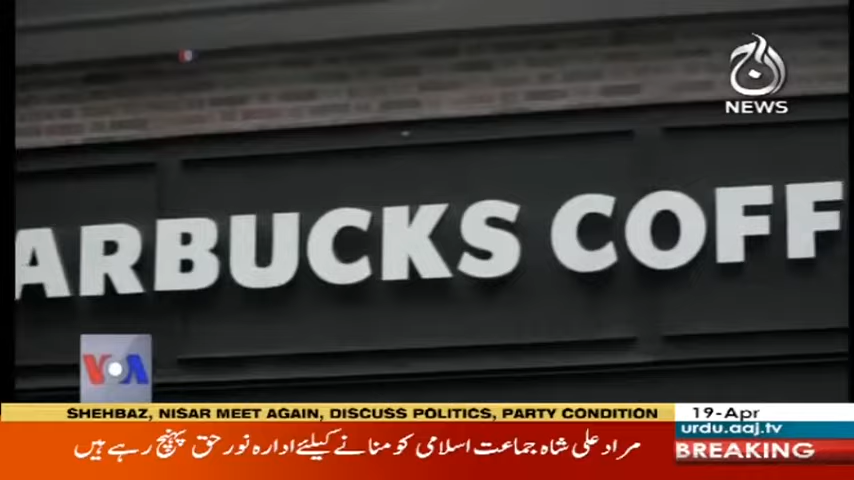 آج
NEWS
ARBUCKS COFF
VOA
SHEHBAZ, NISAR MEET AGAIN, DISCUSS POLITICS, PARTY CONDITION
19-Apr
urdu.aaj.tv
مراد علی شاہ جماعت اسلامی کو منانے کیلئے ادارہ نور حق پہنچ رہے ہیں
BREAKING